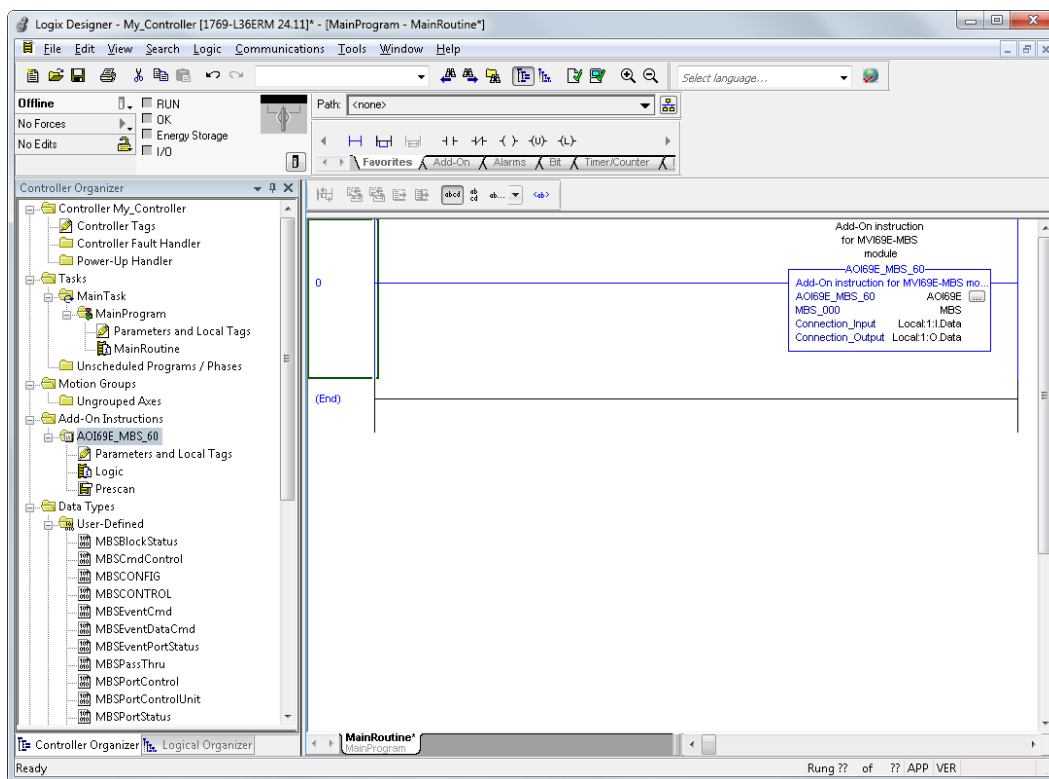 Logix Designer - My_Controller [1769-L36ERM 24.11]* - [MainProgram - MainRoutine*]
File Edit View Search Logic Communications Tools Window Help
Select language...
Offline
RUN
No Forces
OK
Energy Storage
No Edits
I/O
Path: <none>
Favorites Add-On Alarms Bit Timer/Counter
Controller Organizer
Controller My_Controller
Controller Tags
Controller Fault Handler
Power-Up Handler
Tasks
MainTask
MainProgram
Parameters and Local Tags
MainRoutine
Unscheduled Programs / Phases
Motion Groups
Ungrouped Axes
Add-On Instructions
AOI69E_MBS_60
Parameters and Local Tags
Logic
Prescan
Data Types
User-Defined
MBSBlockStatus
MBSCmdControl
MBSCONFIG
MBSCONTROL
MBSEventCmd
MBSEventDataCmd
MBSEventPortStatus
MBSPassThru
MBSPortControl
MBSPortControlUnit
MBSPortStatus
Controller Organizer Logical Organizer
abcd ab cd ab... <ab>
0
Add-On instruction
for MVI69E-MBS
module
AOI69E_MBS_60
Add-On instruction for MVI69E-MBS mo...
AOI69E_MBS_60 AOI69E ...
MBS_000 MBS
Connection_Input Local:1:I.Data
Connection_Output Local:1:O.Data
(End)
MainRoutine*
MainProgram
Ready
Rung ?? of ?? APP VER